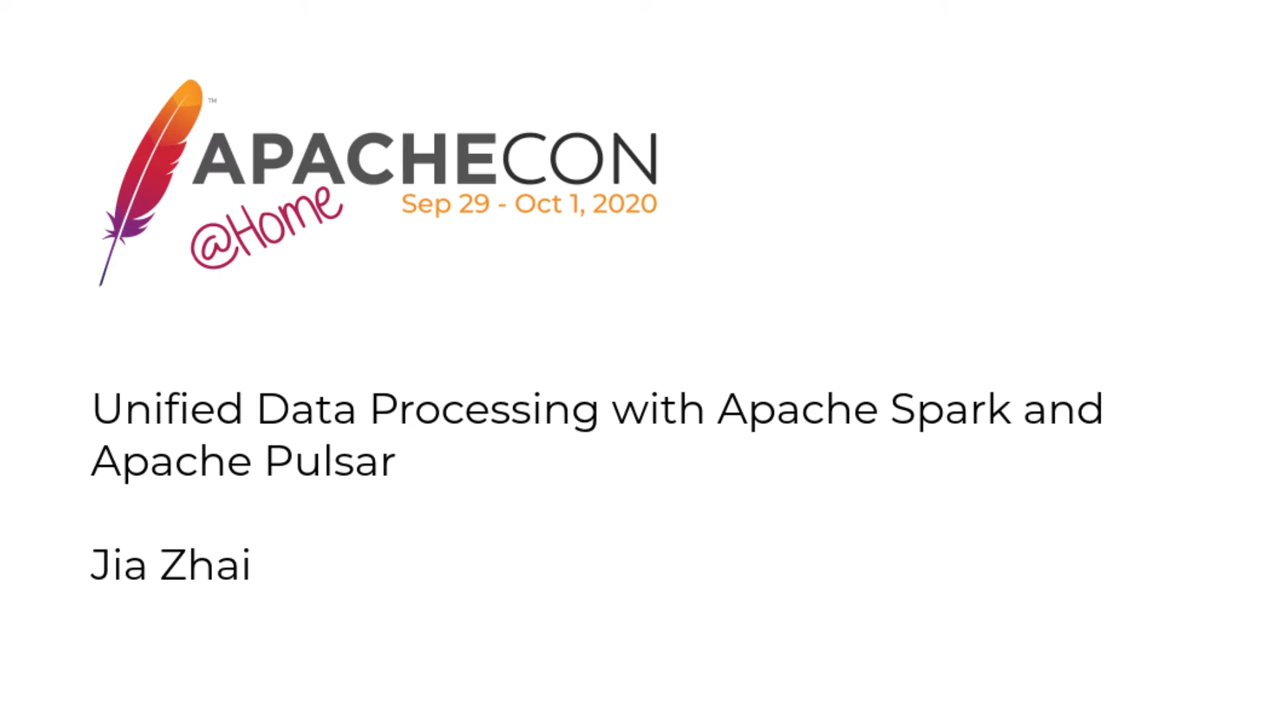 ™
APACHECON
@Home
Sep 29 - Oct 1, 2020
Unified Data Processing with Apache Spark and
Apache Pulsar
Jia Zhai